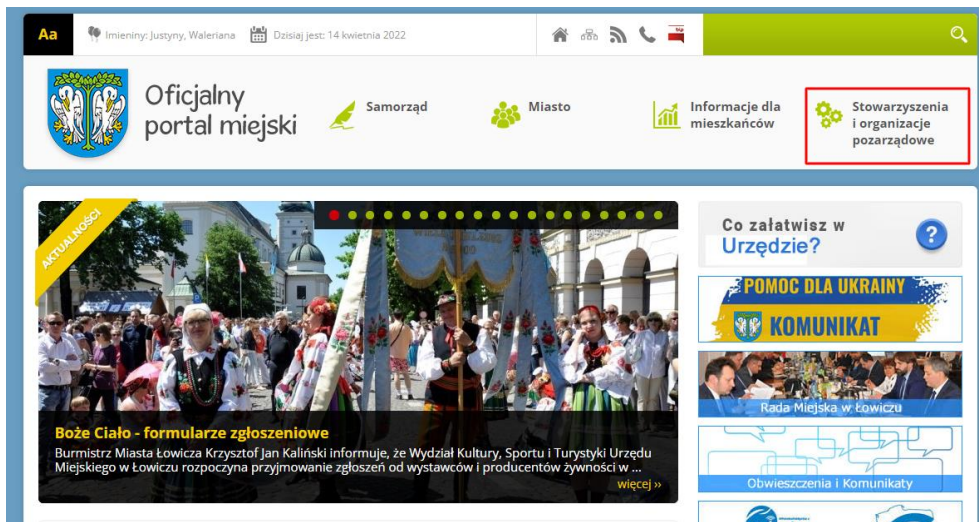 Aa
Imieniny: Justyny, Waleriana
Dzisiaj jest: 14 kwietnia 2022
Oficjalny
portal miejski
Samorząd
Miasto
Informacje dla
mieszkańców
Stowarzyszenia
i organizacje
pozarządowe
AKTUALNOŚCI
Boże Ciało - formularze zgłoszeniowe
Burmistrz Miasta Łowicza Krzysztof Jan Kaliński informuje, że Wydział Kultury, Sportu i Turystyki Urzędu
Miejskiego w Łowiczu rozpoczyna przyjmowanie zgłoszeń od wystawców i producentów żywności w ...
więcej ››
Co załatwisz w
Urzędzie?
?
POMOC DLA UKRAINY
KOMUNIKAT
Rada Miejska w Łowiczu
Obwieszczenia i Komunikaty